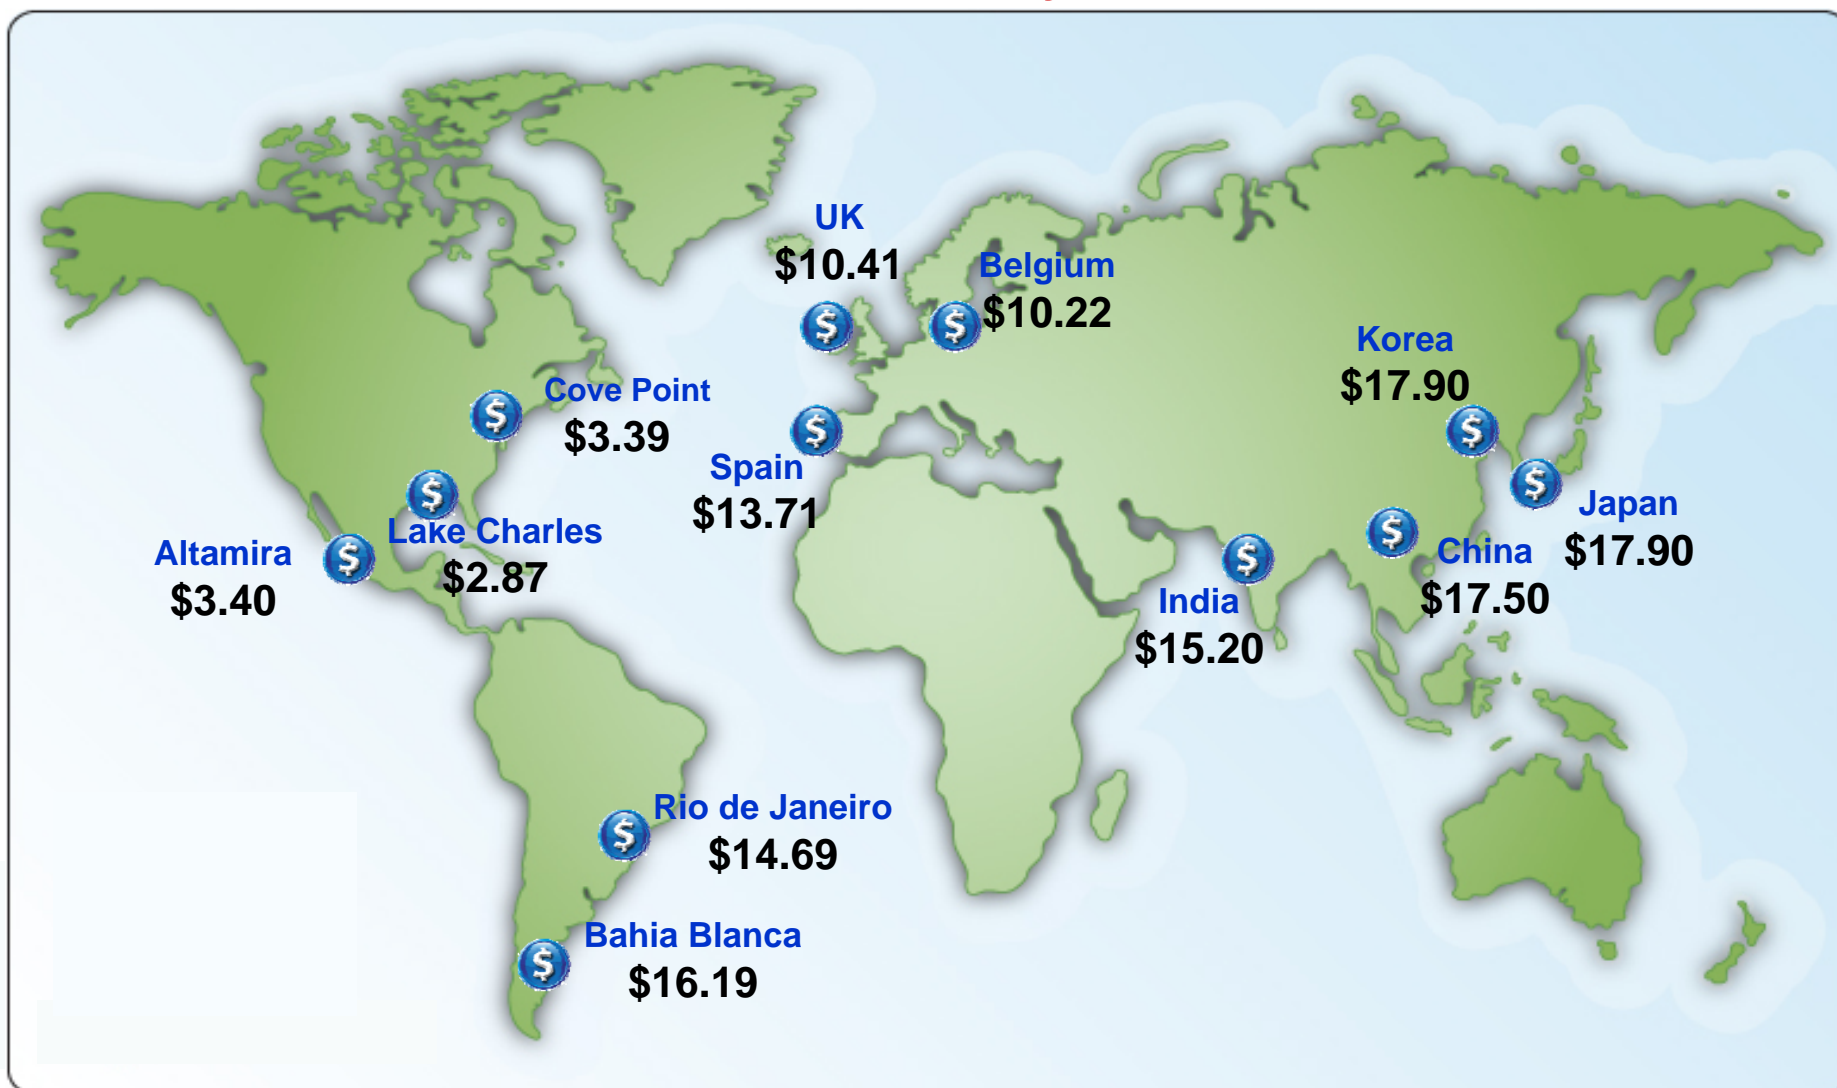 UK
$10.41
Belgium
$10.22
Korea
$17.90
Cove Point
$3.39
Spain
$13.71
Japan
$17.90
Lake Charles
$2.87
Altamira
$3.40
China
$17.50
India
$15.20
Rio de Janeiro
$14.69
Bahia Blanca
$16.19